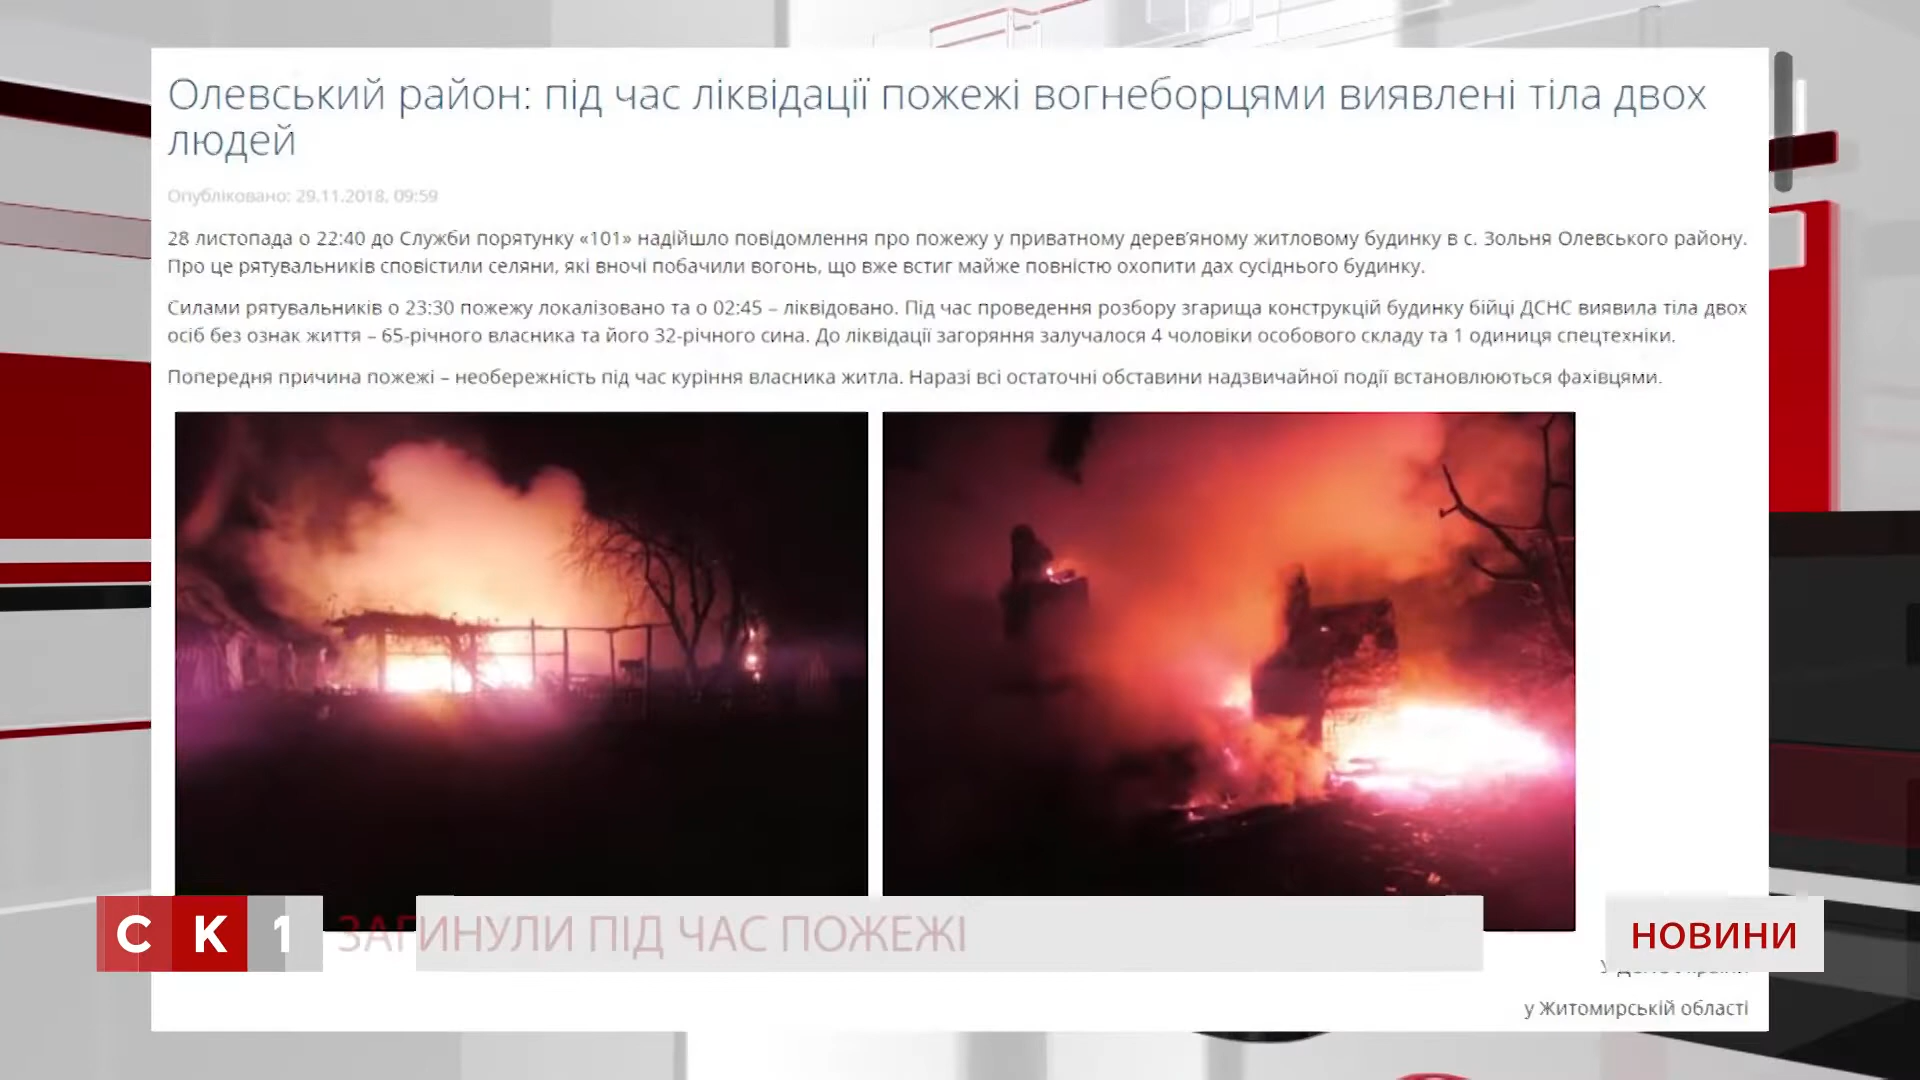 Олевський район: під час ліквідації пожежі вогнеборцями виявлені тіла двох
людей
Опубліковано: 29.11.2018, 09:59
28 листопада о 22:40 до Служби порятунку «101» надійшло повідомлення про пожежу у приватному дерев'яному житловому будинку в с. Зольня Олевського району.
Про це рятувальників сповістили селяни, які вночі побачили вогонь, що вже встиг майже повністю охопити дах сусіднього будинку.
Силами рятувальників о 23:30 пожежу локалізовано та о 02:45 – ліквідовано. Під час проведення розбору згарища конструкцій будинку бійці ДСНС виявила тіла двох
осіб без ознак життя – 65-річного власника та його 32-річного сина. До ліквідації загоряння залучалося 4 чоловіки особового складу та 1 одиниця спецтехніки.
Попередня причина пожежі – необережність під час куріння власника житла. Наразі всі остаточні обставини надзвичайної події встановлюються фахівцями.
СК1
ЗАГИНУЛИ ПІД ЧАС ПОЖЕЖІ
НОВИНИ
у Житомирській області